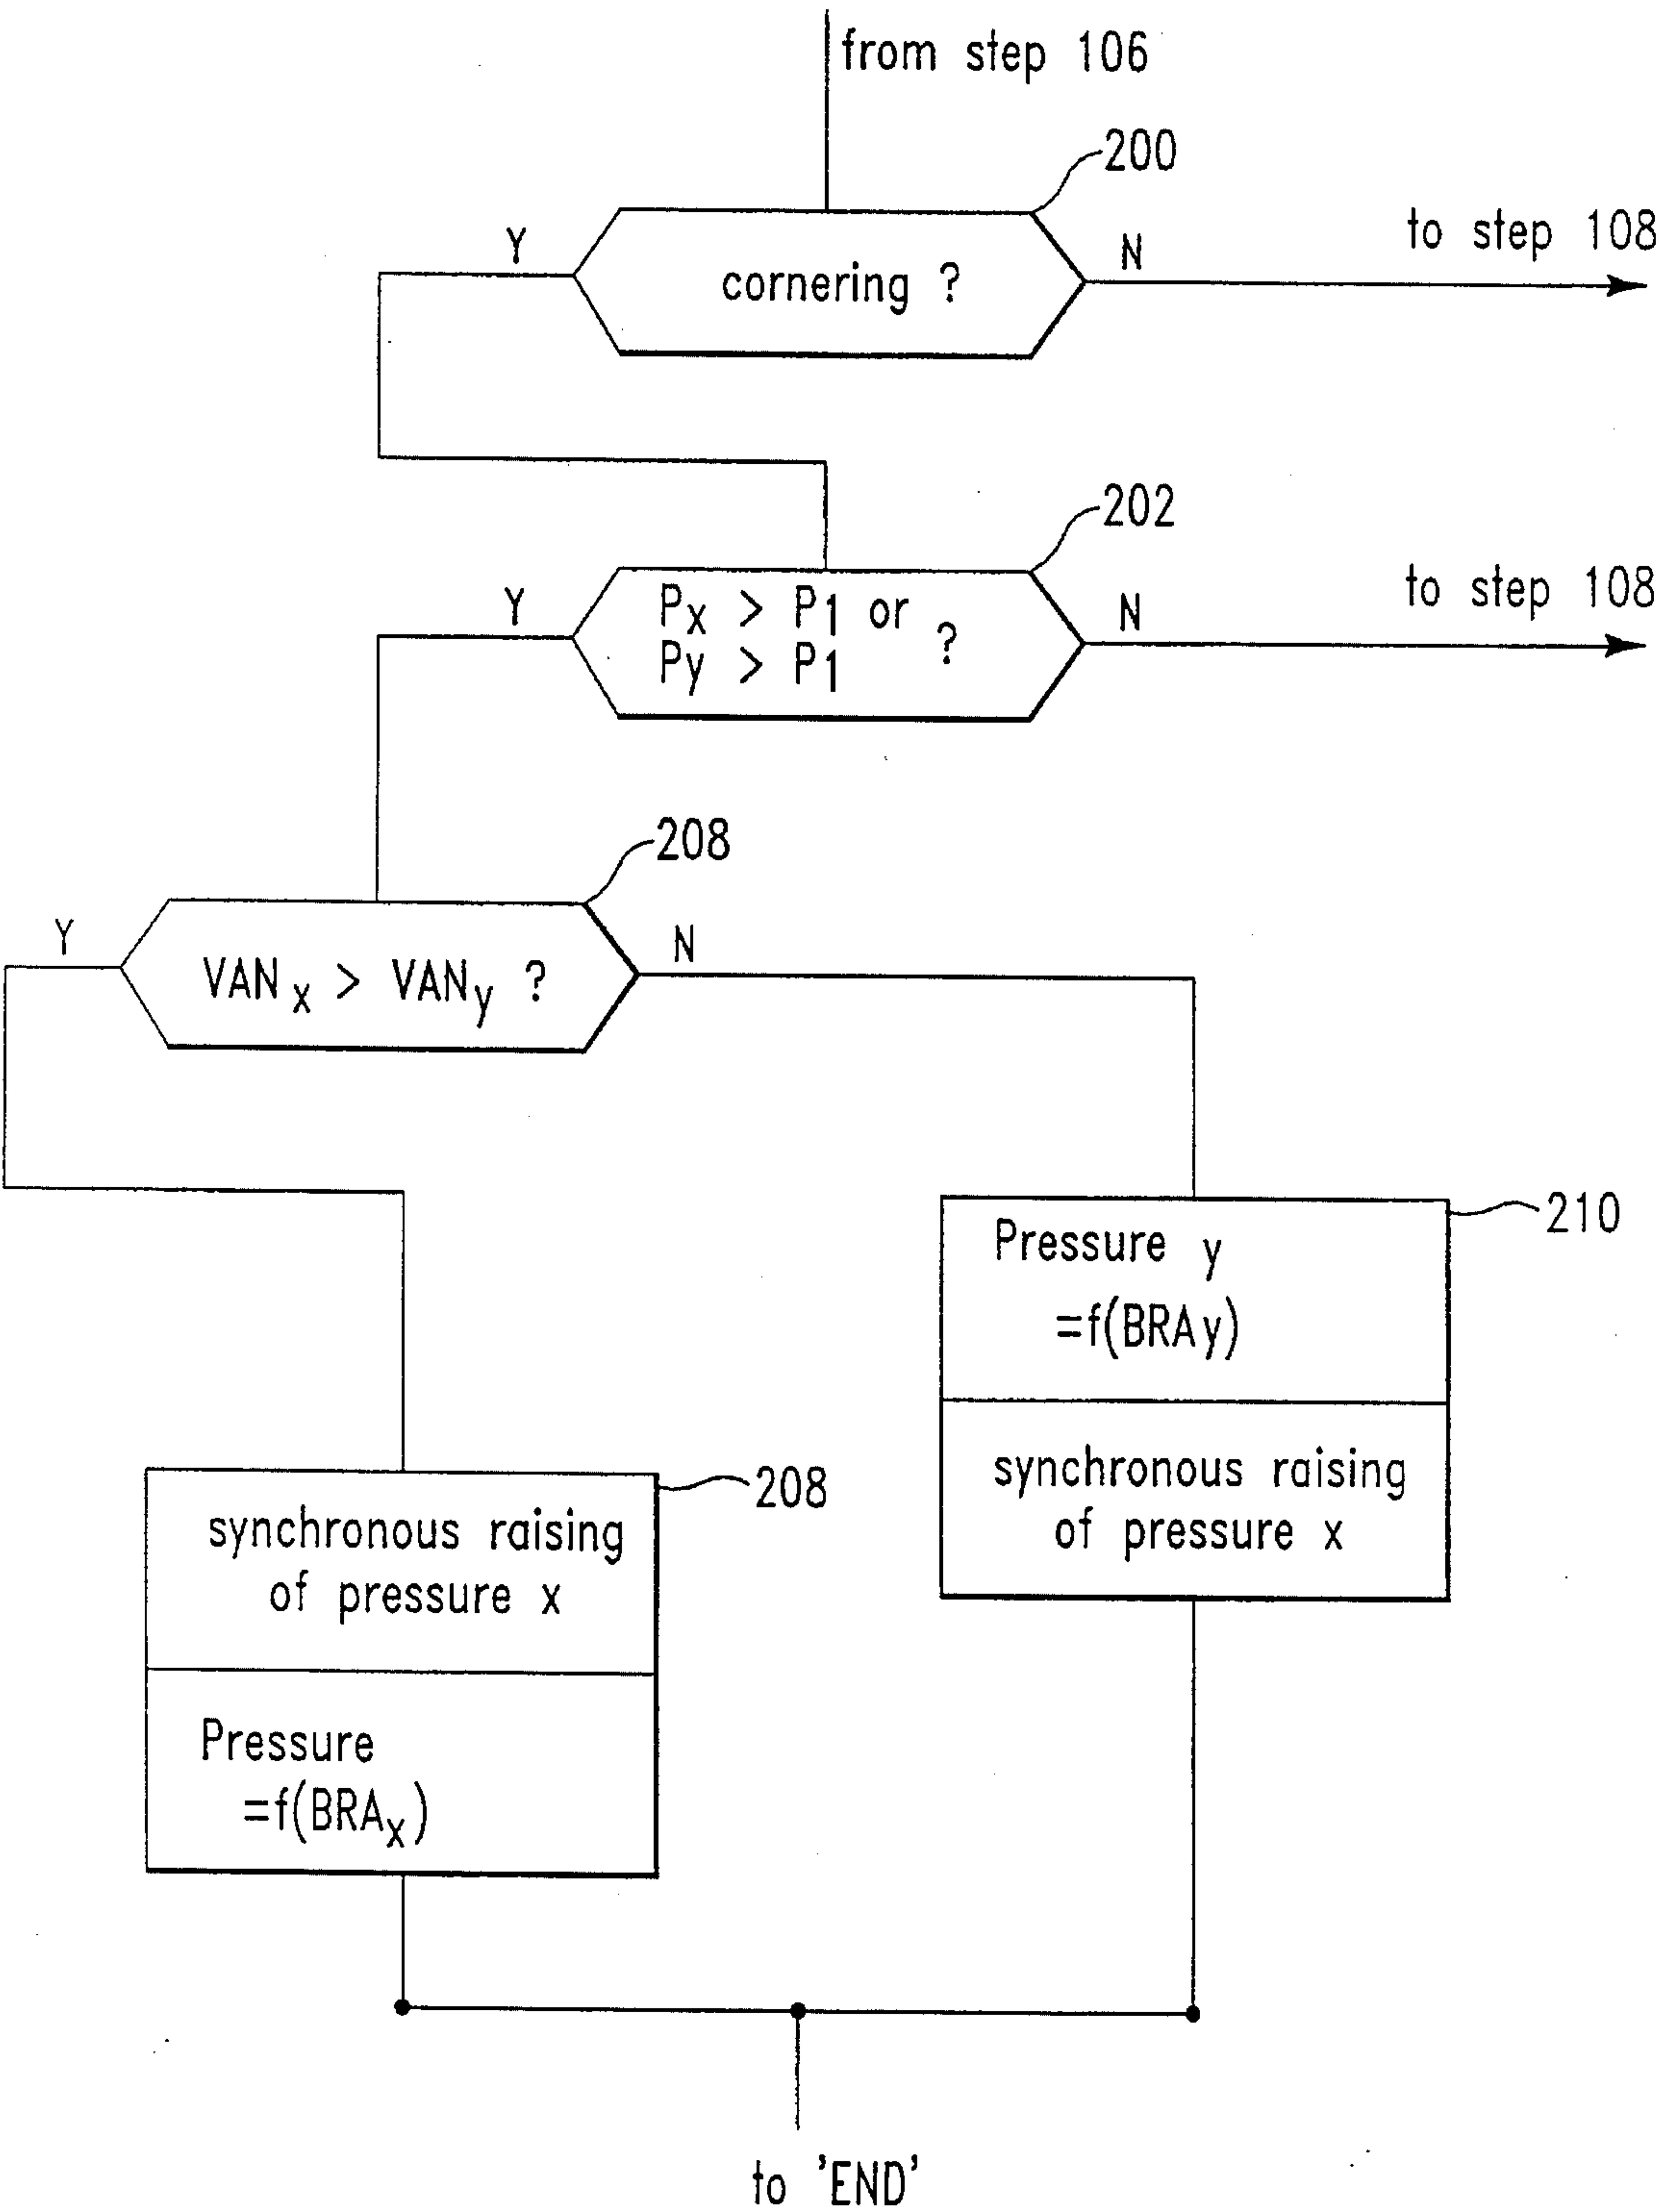 from step 106
200
Y
cornering ?
N
to step 108
202
Y
Px > P1 or
Py > P1
?
N
to step 108
208
Y
VANx > VANy ?
N
210
Pressure y
=f(BRAy)
synchronous raising
of pressure x
208
synchronous raising
of pressure x
Pressure
=f(BRAx)
to 'END'